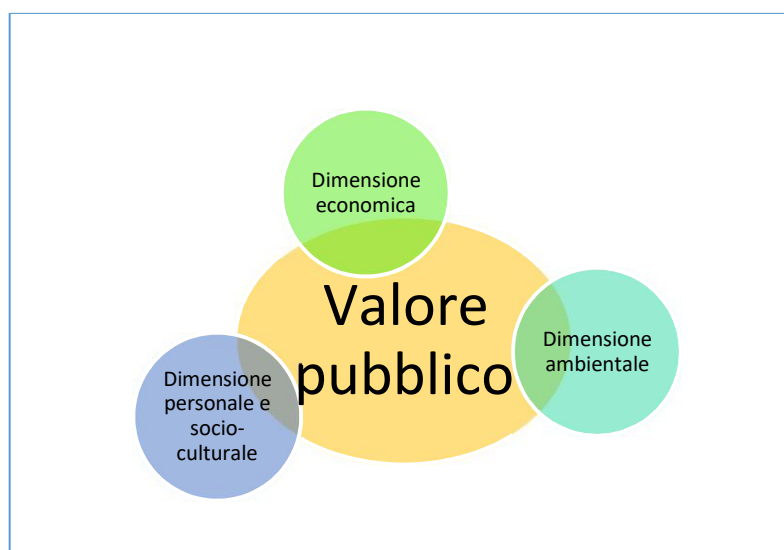 Dimensione
economica
Valore
pubblico
Dimensione
ambientale
Dimensione
personale e
socio-
culturale